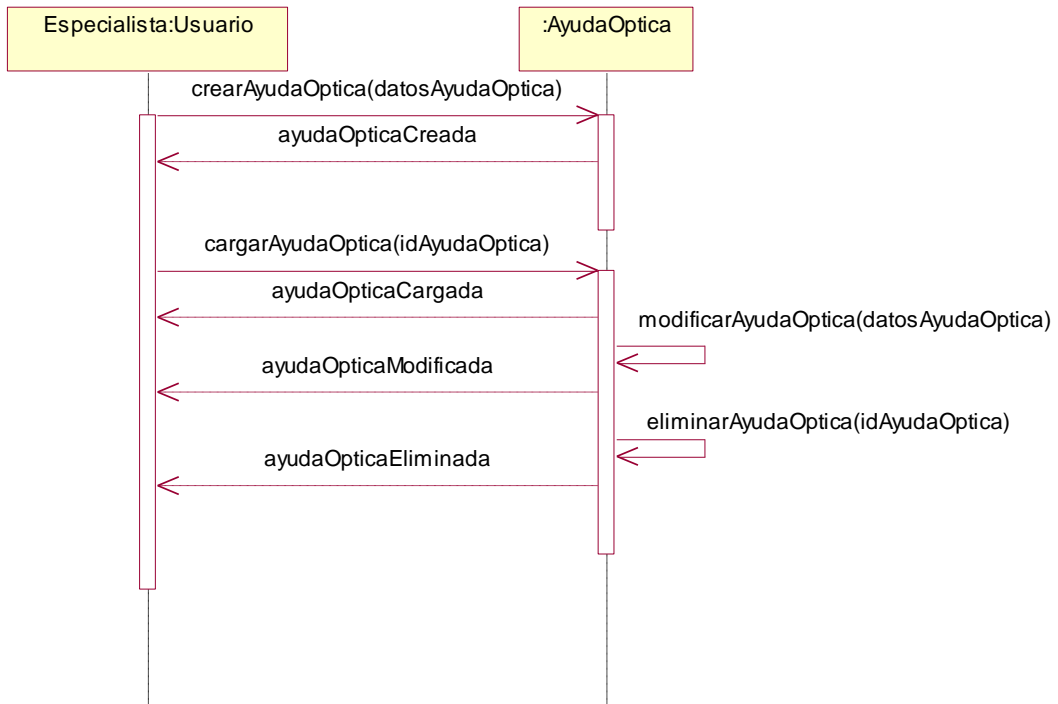 Especialista:Usuario
:AyudaOptica
crearAyudaOptica(datosAyudaOptica)
ayudaOpticaCreada
cargarAyudaOptica(idAyudaOptica)
ayudaOpticaCargada
modificarAyudaOptica(datosAyudaOptica)
ayudaOpticaModificada
eliminarAyudaOptica(idAyudaOptica)
ayudaOpticaEliminada